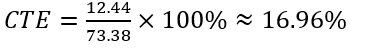 CTE = 12.44/73.38 × 100% ≈ 16.96%